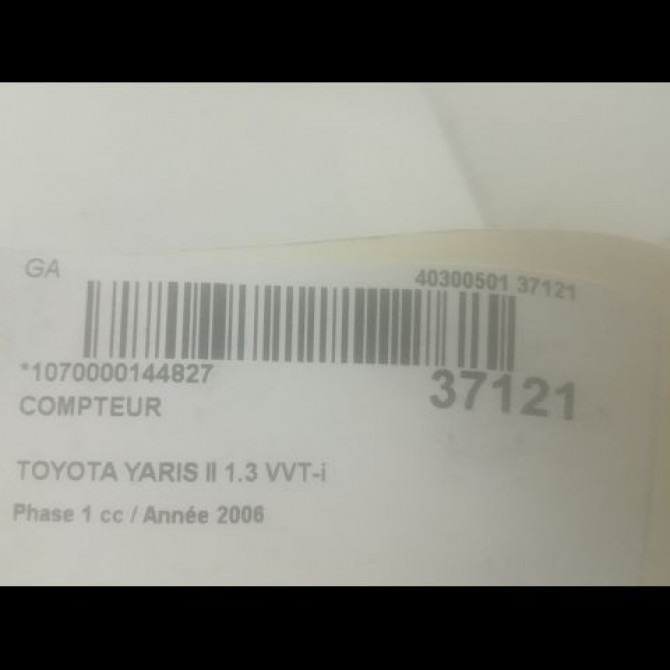 GA
40300501 37121
*1070000144827
37121
COMPTEUR
TOYOTA YARIS II 1.3 VVT-i
Phase 1 cc / Année 2006